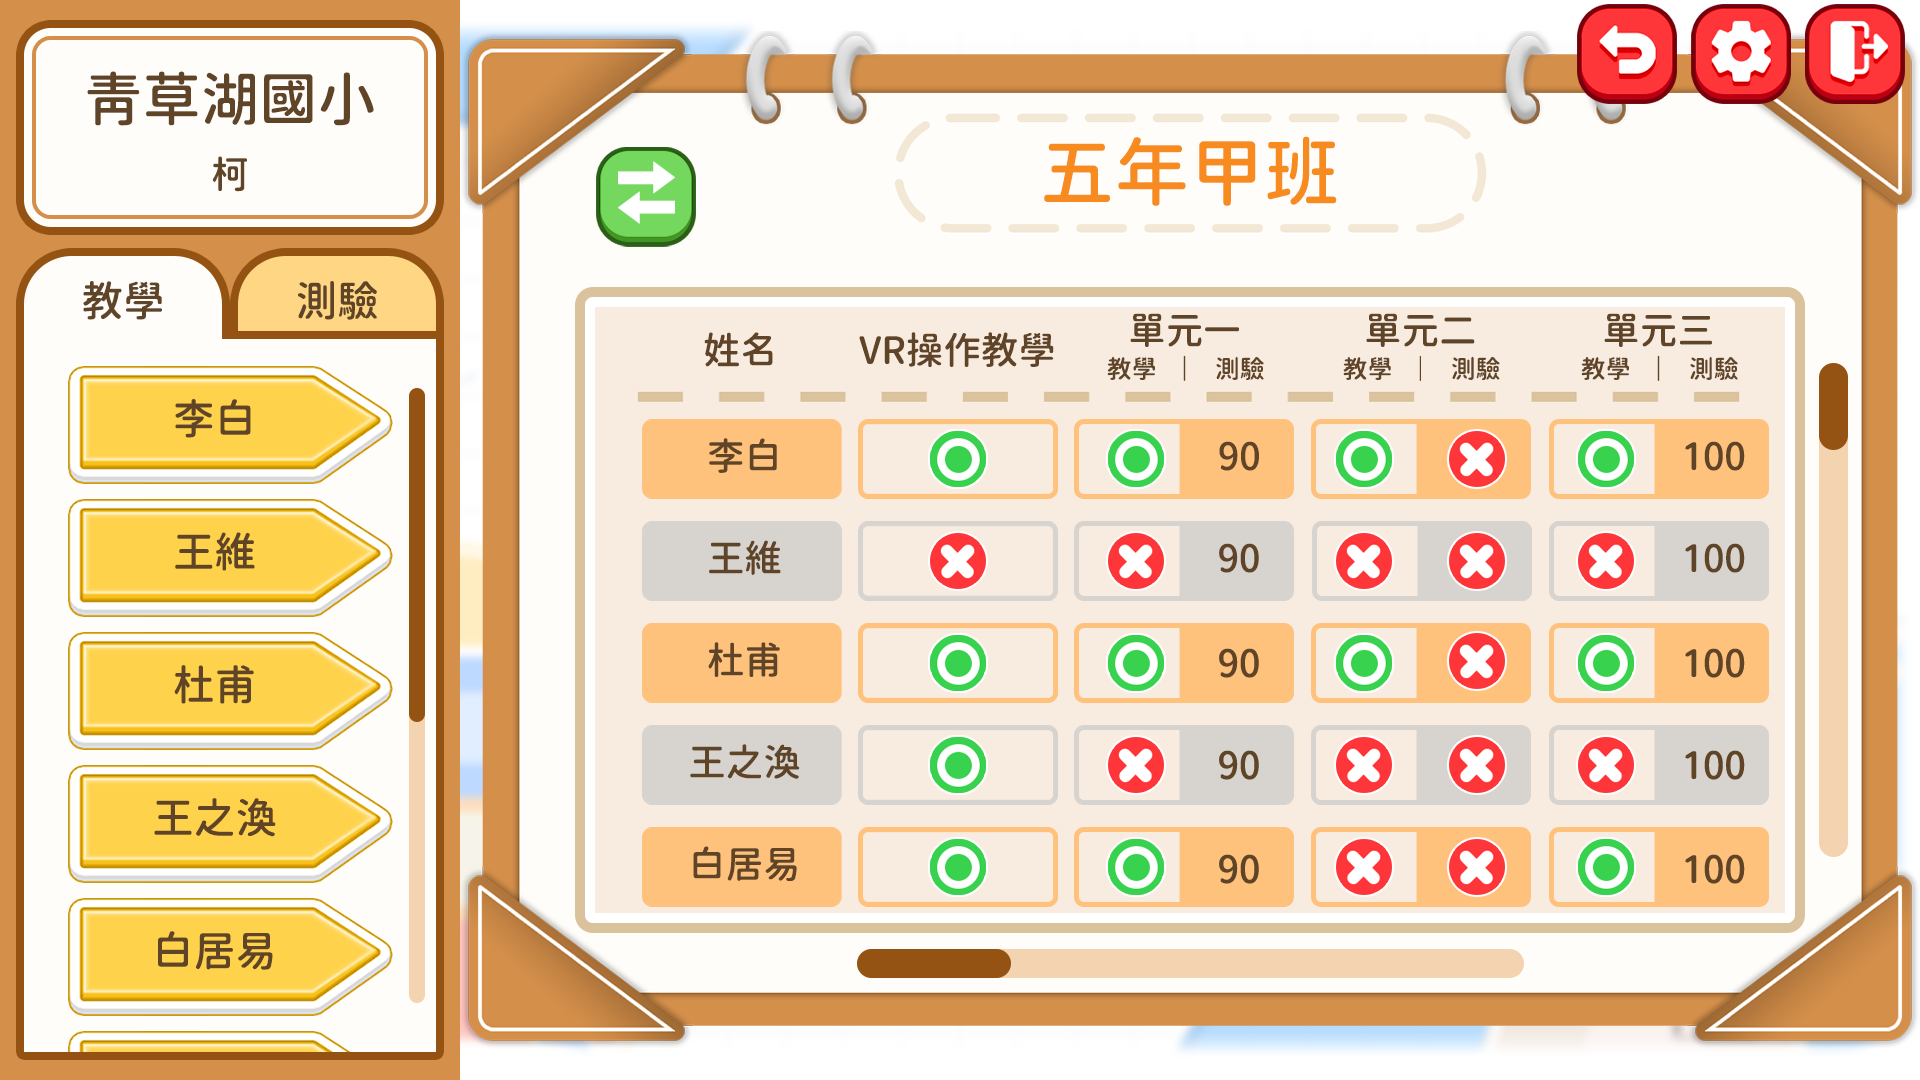 青草湖國小
柯
教學 測驗
李白
王維
杜甫
王之渙
白居易
五年甲班
姓名 VR操作教學 單元一 單元二 單元三
教學｜測驗 教學｜測驗 教學｜測驗
李白 90 100
王維 90 100
杜甫 90 100
王之渙 90 100
白居易 90 100